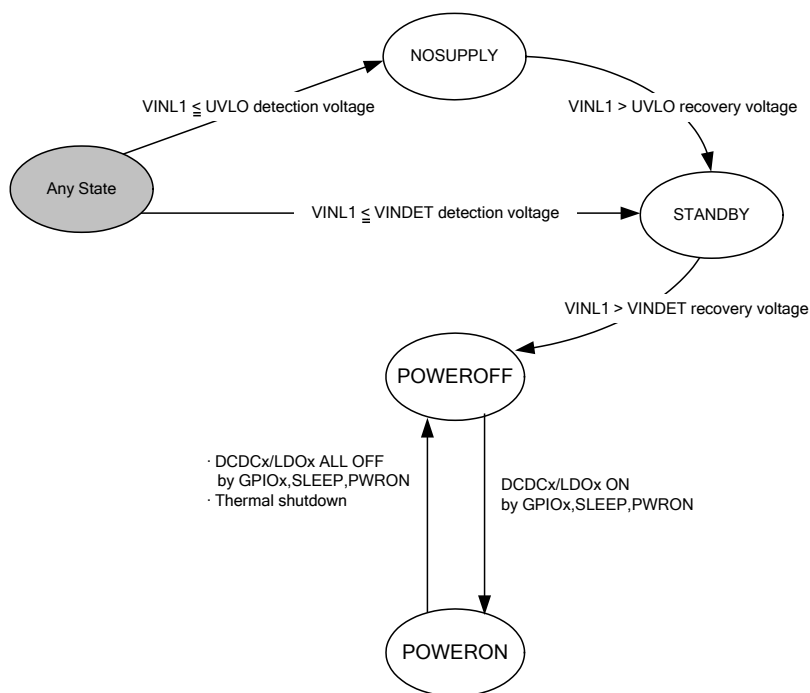 NOSUPPLY
VINL1 ≦ UVLO detection voltage
VINL1 > UVLO recovery voltage
Any State
VINL1 ≦ VINDET detection voltage
STANDBY
VINL1 > VINDET recovery voltage
POWEROFF
· DCDCx/LDOx ALL OFF
by GPIOx,SLEEP,PWRON
· Thermal shutdown
DCDCx/LDOx ON
by GPIOx,SLEEP,PWRON
POWERON